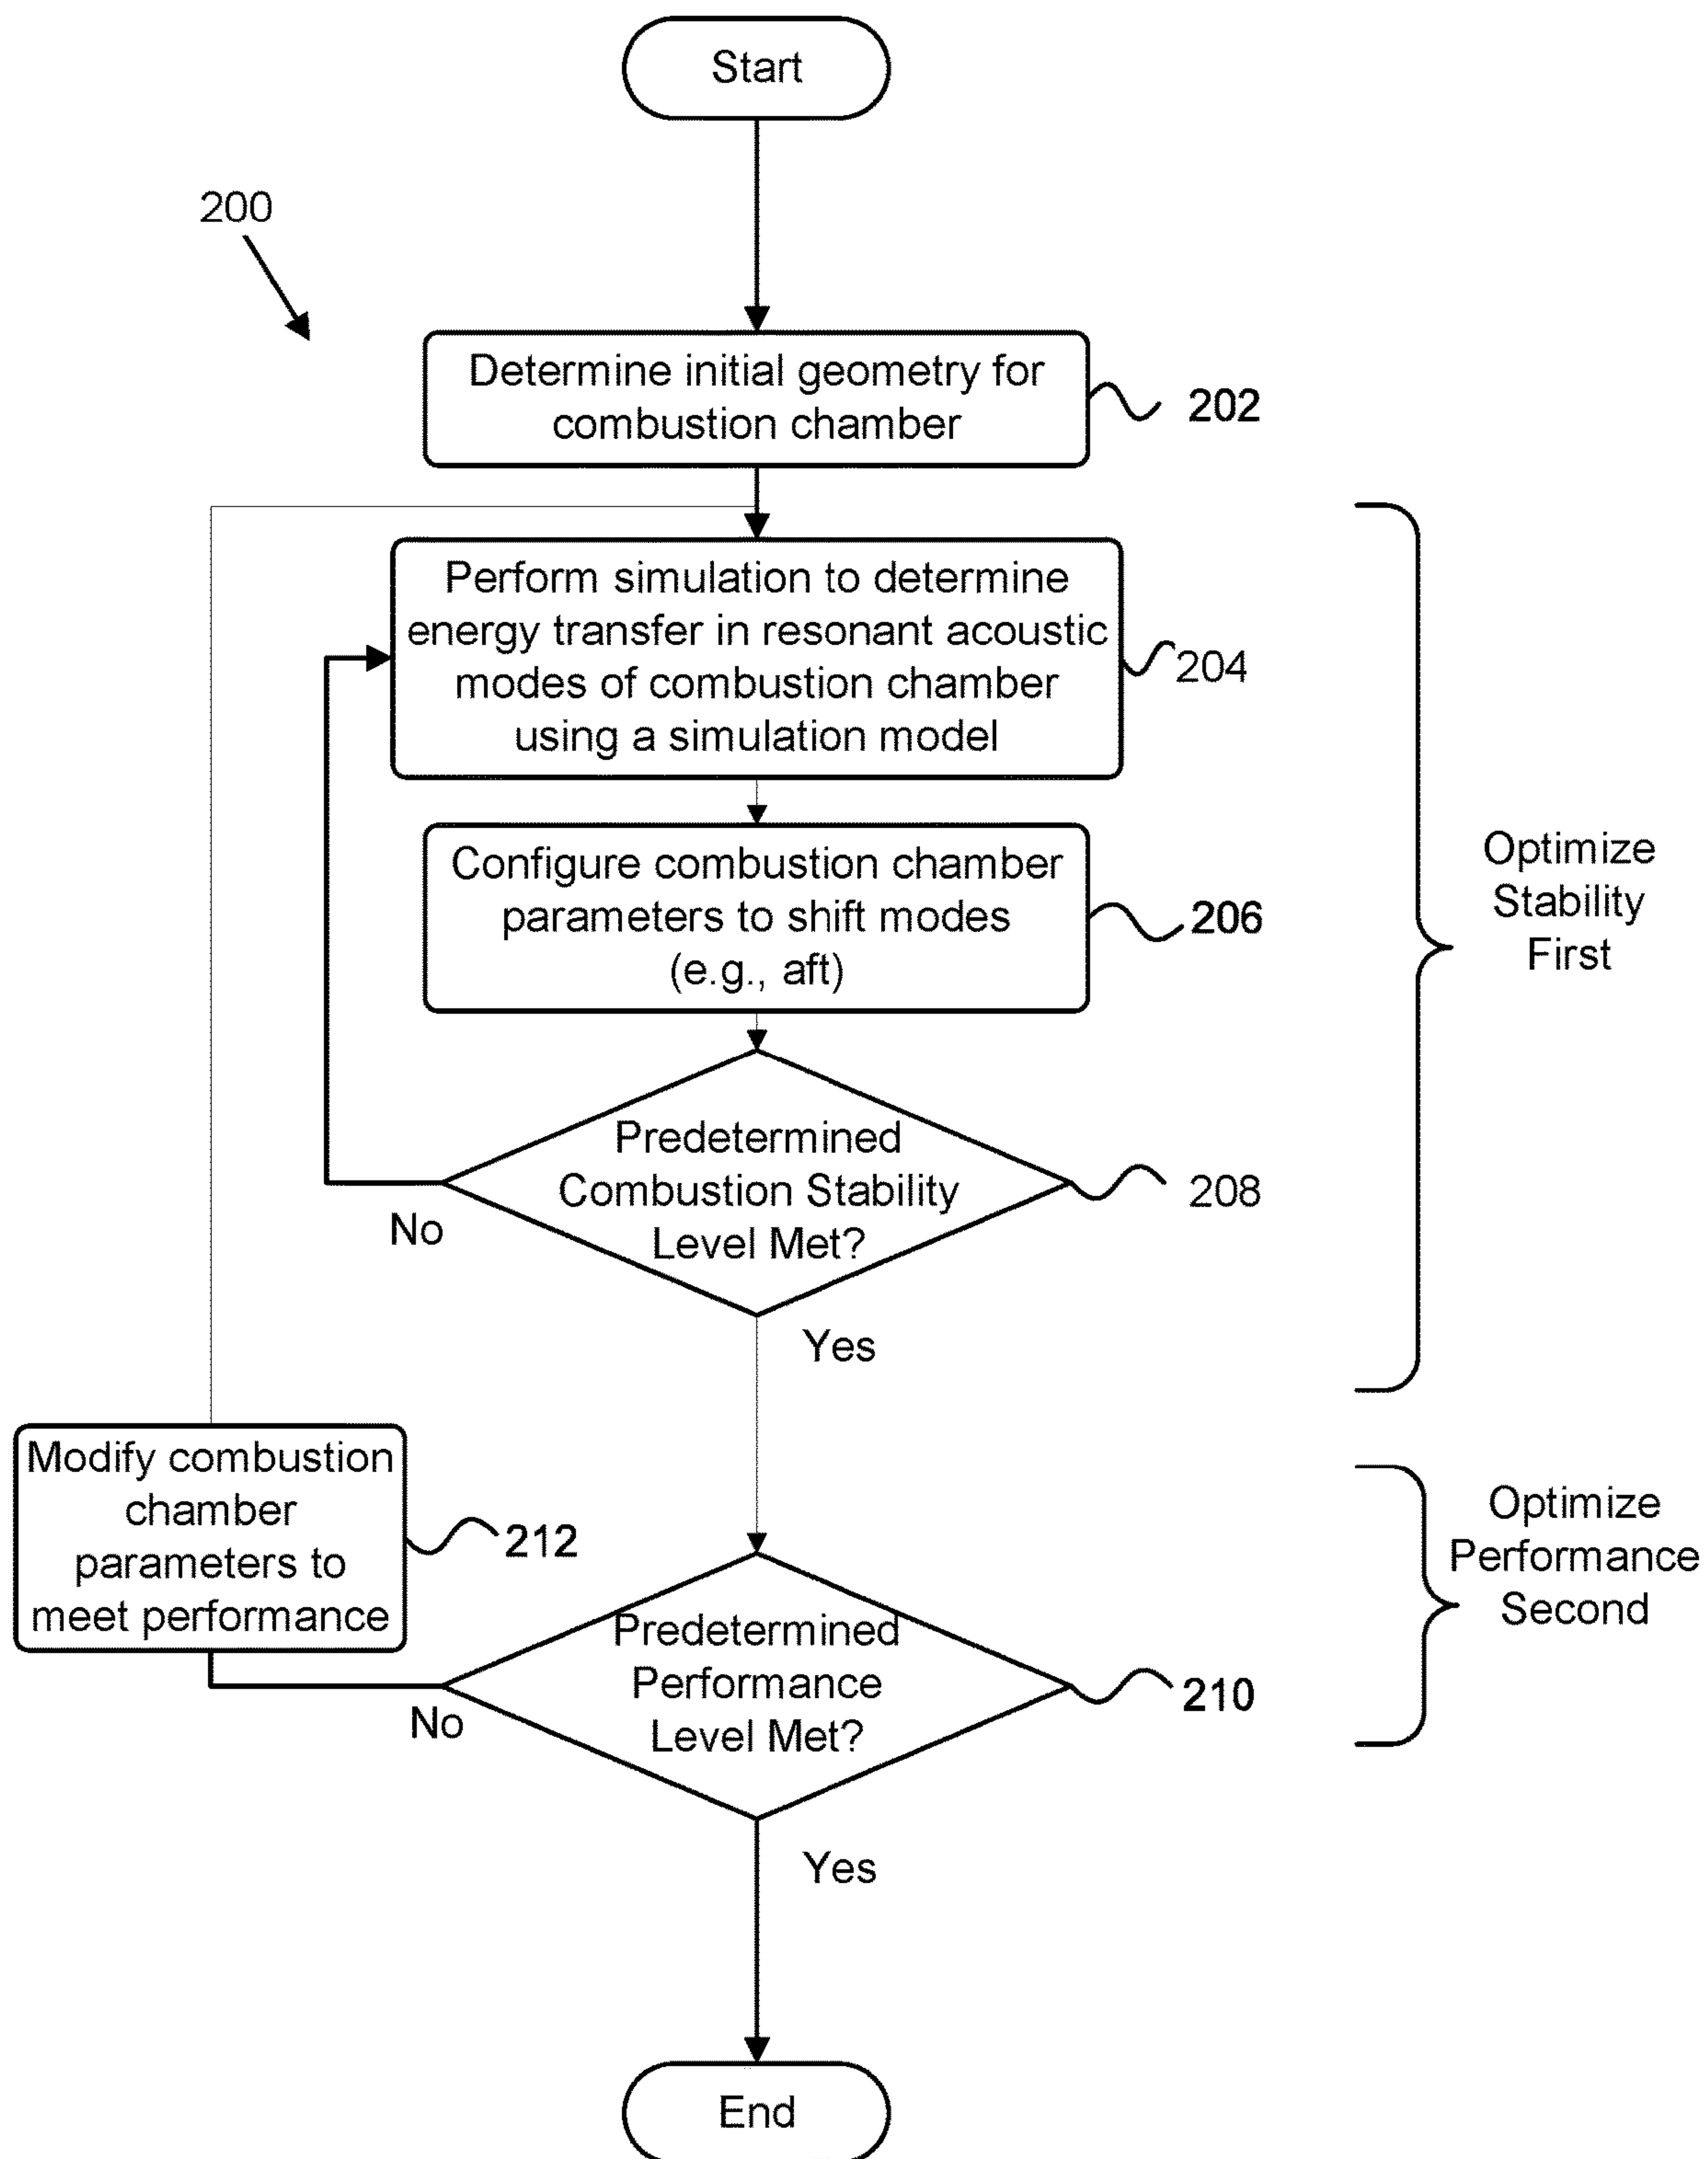 Start
200
Determine initial geometry for
combustion chamber
202
Perform simulation to determine
energy transfer in resonant acoustic
modes of combustion chamber
using a simulation model
204
Configure combustion chamber
parameters to shift modes
(e.g., aft)
206
Optimize
Stability
First
Predetermined
Combustion Stability
Level Met?
208
No
Yes
Modify combustion
chamber
parameters to
meet performance
212
Optimize
Performance
Second
Predetermined
Performance
Level Met?
210
No
Yes
End